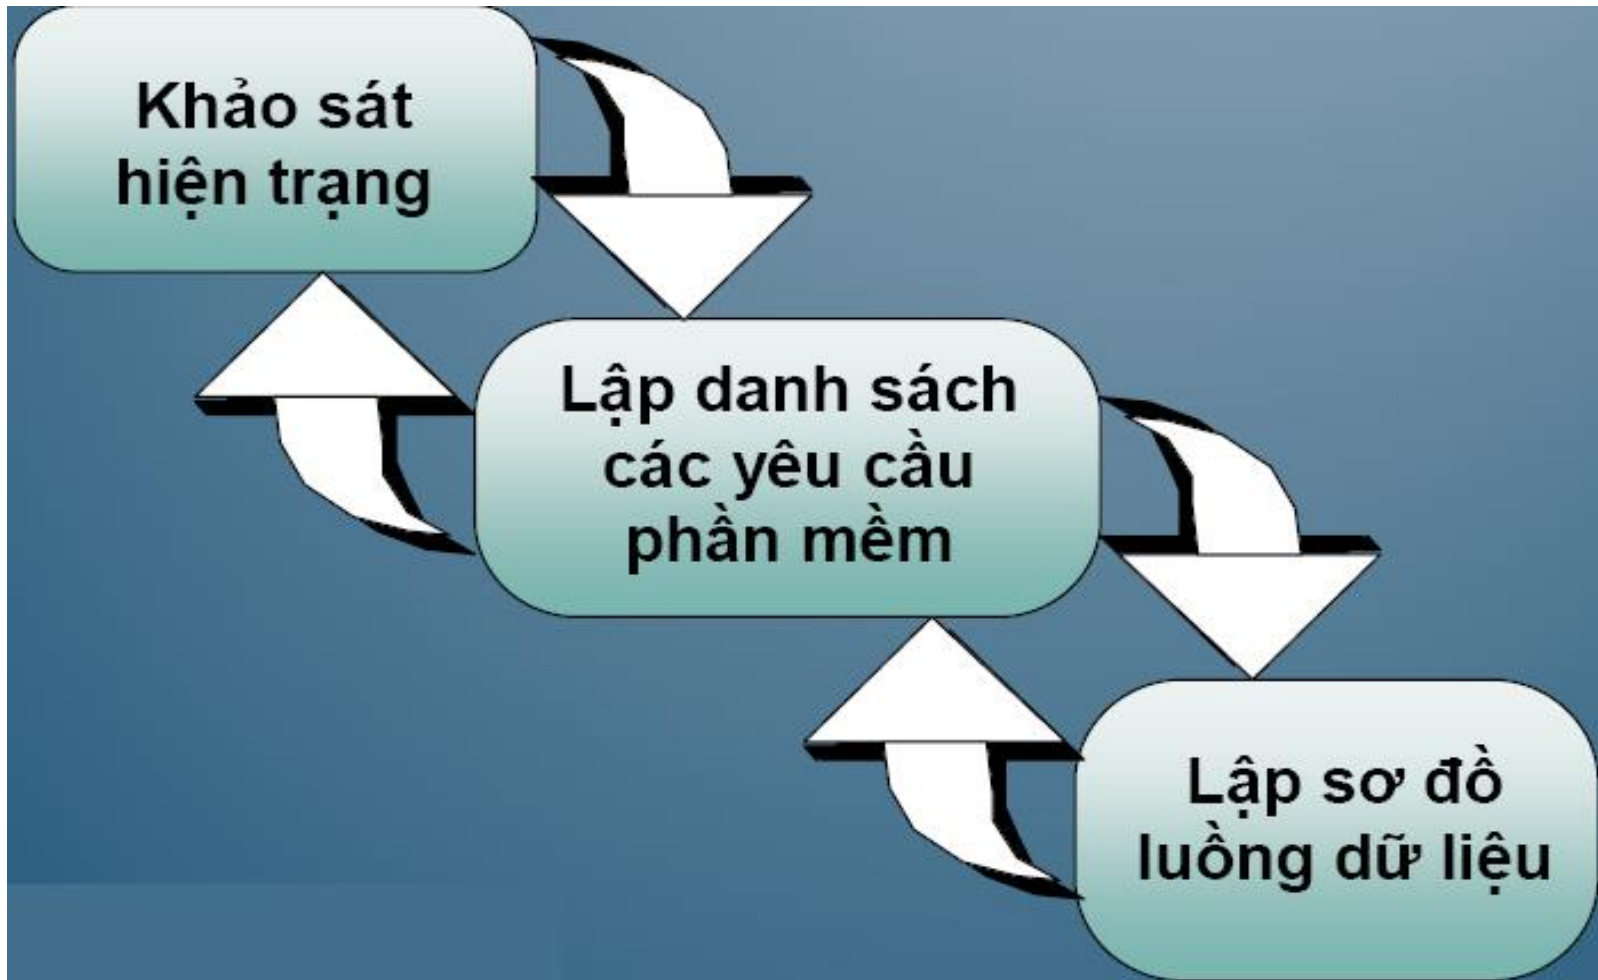 Khảo sát
hiện trạng
Lập danh sách
các yêu cầu
phần mềm
Lập sơ đồ
luồng dữ liệu